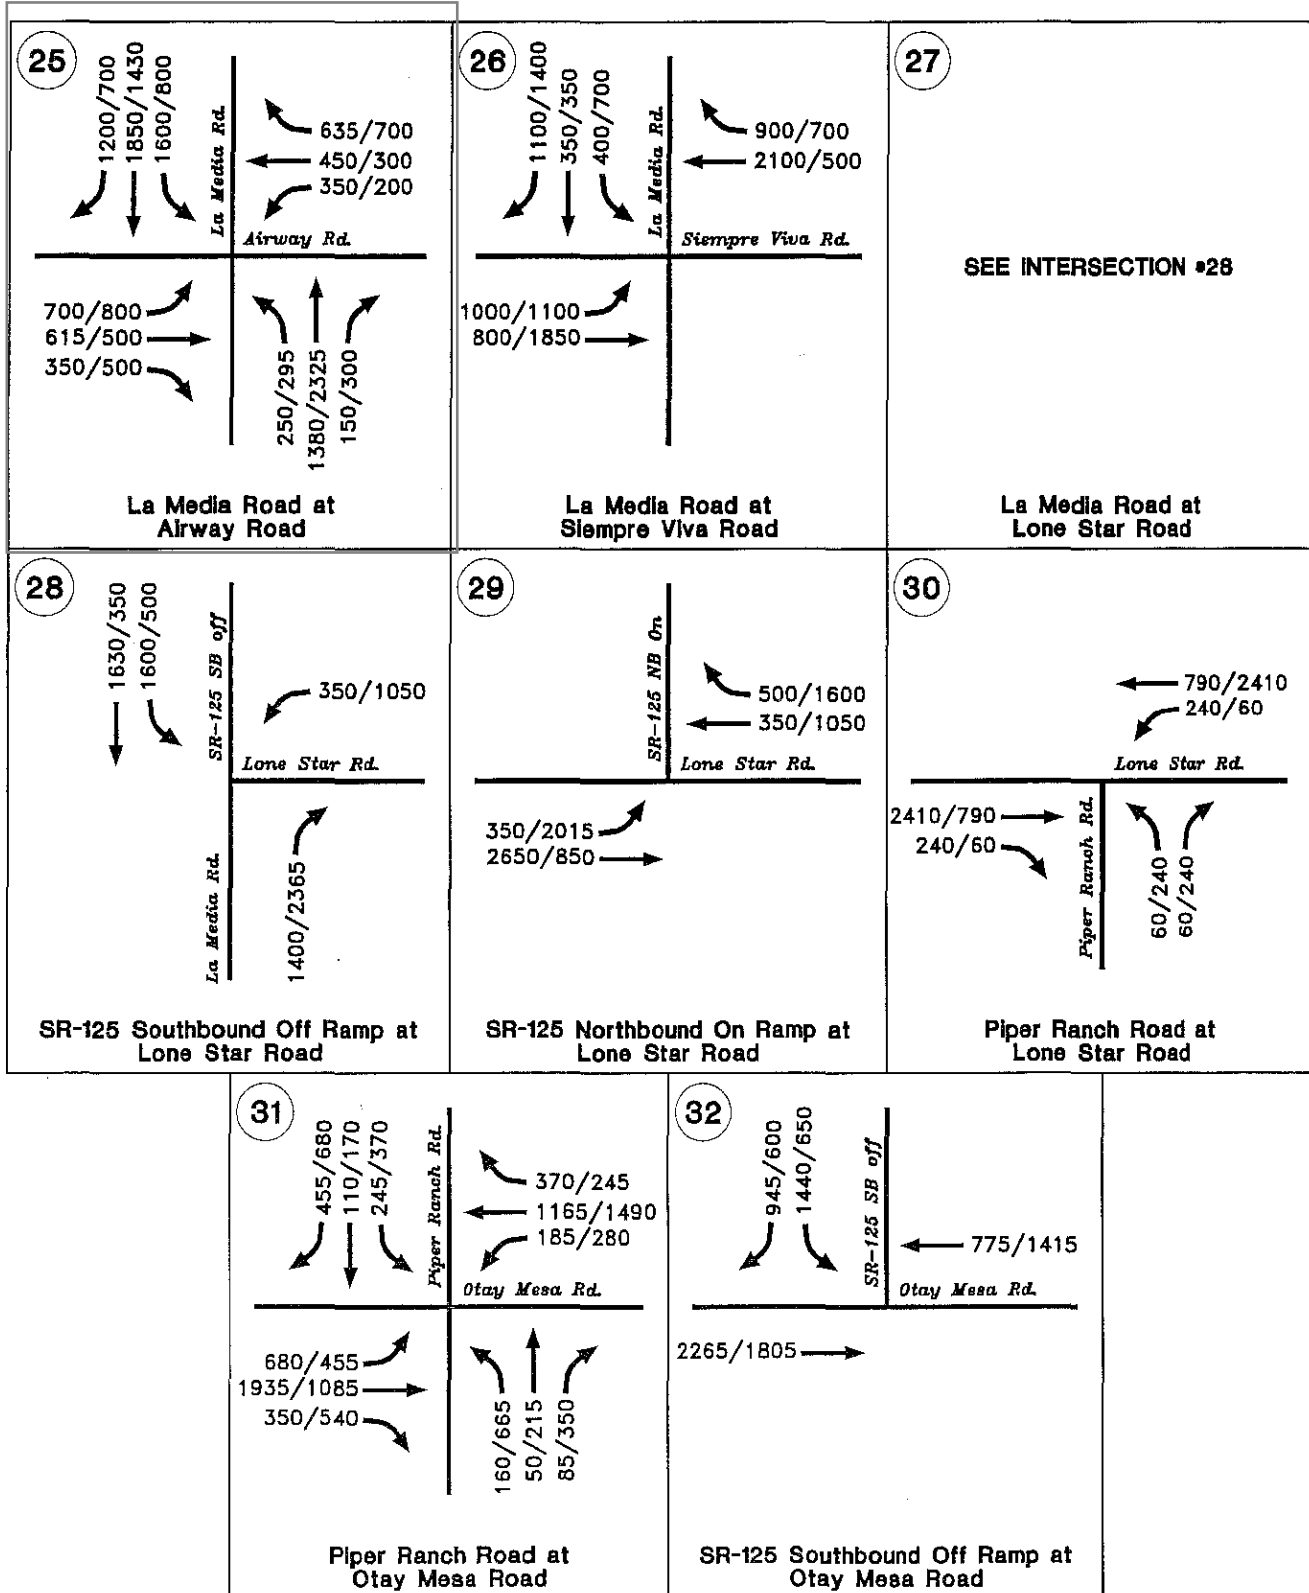 25
1200/700
1850/1430
1600/800
La Media Rd.
635/700
450/300
350/200
Airway Rd.
700/800
615/500
350/500
250/295
1380/2325
150/300
La Media Road at
Airway Road
26
1100/1400
350/350
400/700
La Media Rd.
900/700
2100/500
Siempre Viva Rd.
1000/1100
800/1850
La Media Road at
Siempre Viva Road
27
SEE INTERSECTION #28
La Media Road at
Lone Star Road
28
1630/350
1600/500
SR-125 SB off
350/1050
Lone Star Rd.
La Media Rd.
1400/2365
SR-125 Southbound Off Ramp at
Lone Star Road
29
SR-125 NB On
500/1600
350/1050
Lone Star Rd.
350/2015
2650/850
SR-125 Northbound On Ramp at
Lone Star Road
30
790/2410
240/60
Lone Star Rd.
2410/790
240/60
Piper Ranch Rd.
60/240
60/240
Piper Ranch Road at
Lone Star Road
31
455/680
110/170
245/370
Piper Ranch Rd.
370/245
1165/1490
185/280
Otay Mesa Rd.
680/455
1935/1085
350/540
160/665
50/215
85/350
Piper Ranch Road at
Otay Mesa Road
32
945/600
1440/650
SR-125 SB off
775/1415
Otay Mesa Rd.
2265/1805
SR-125 Southbound Off Ramp at
Otay Mesa Road